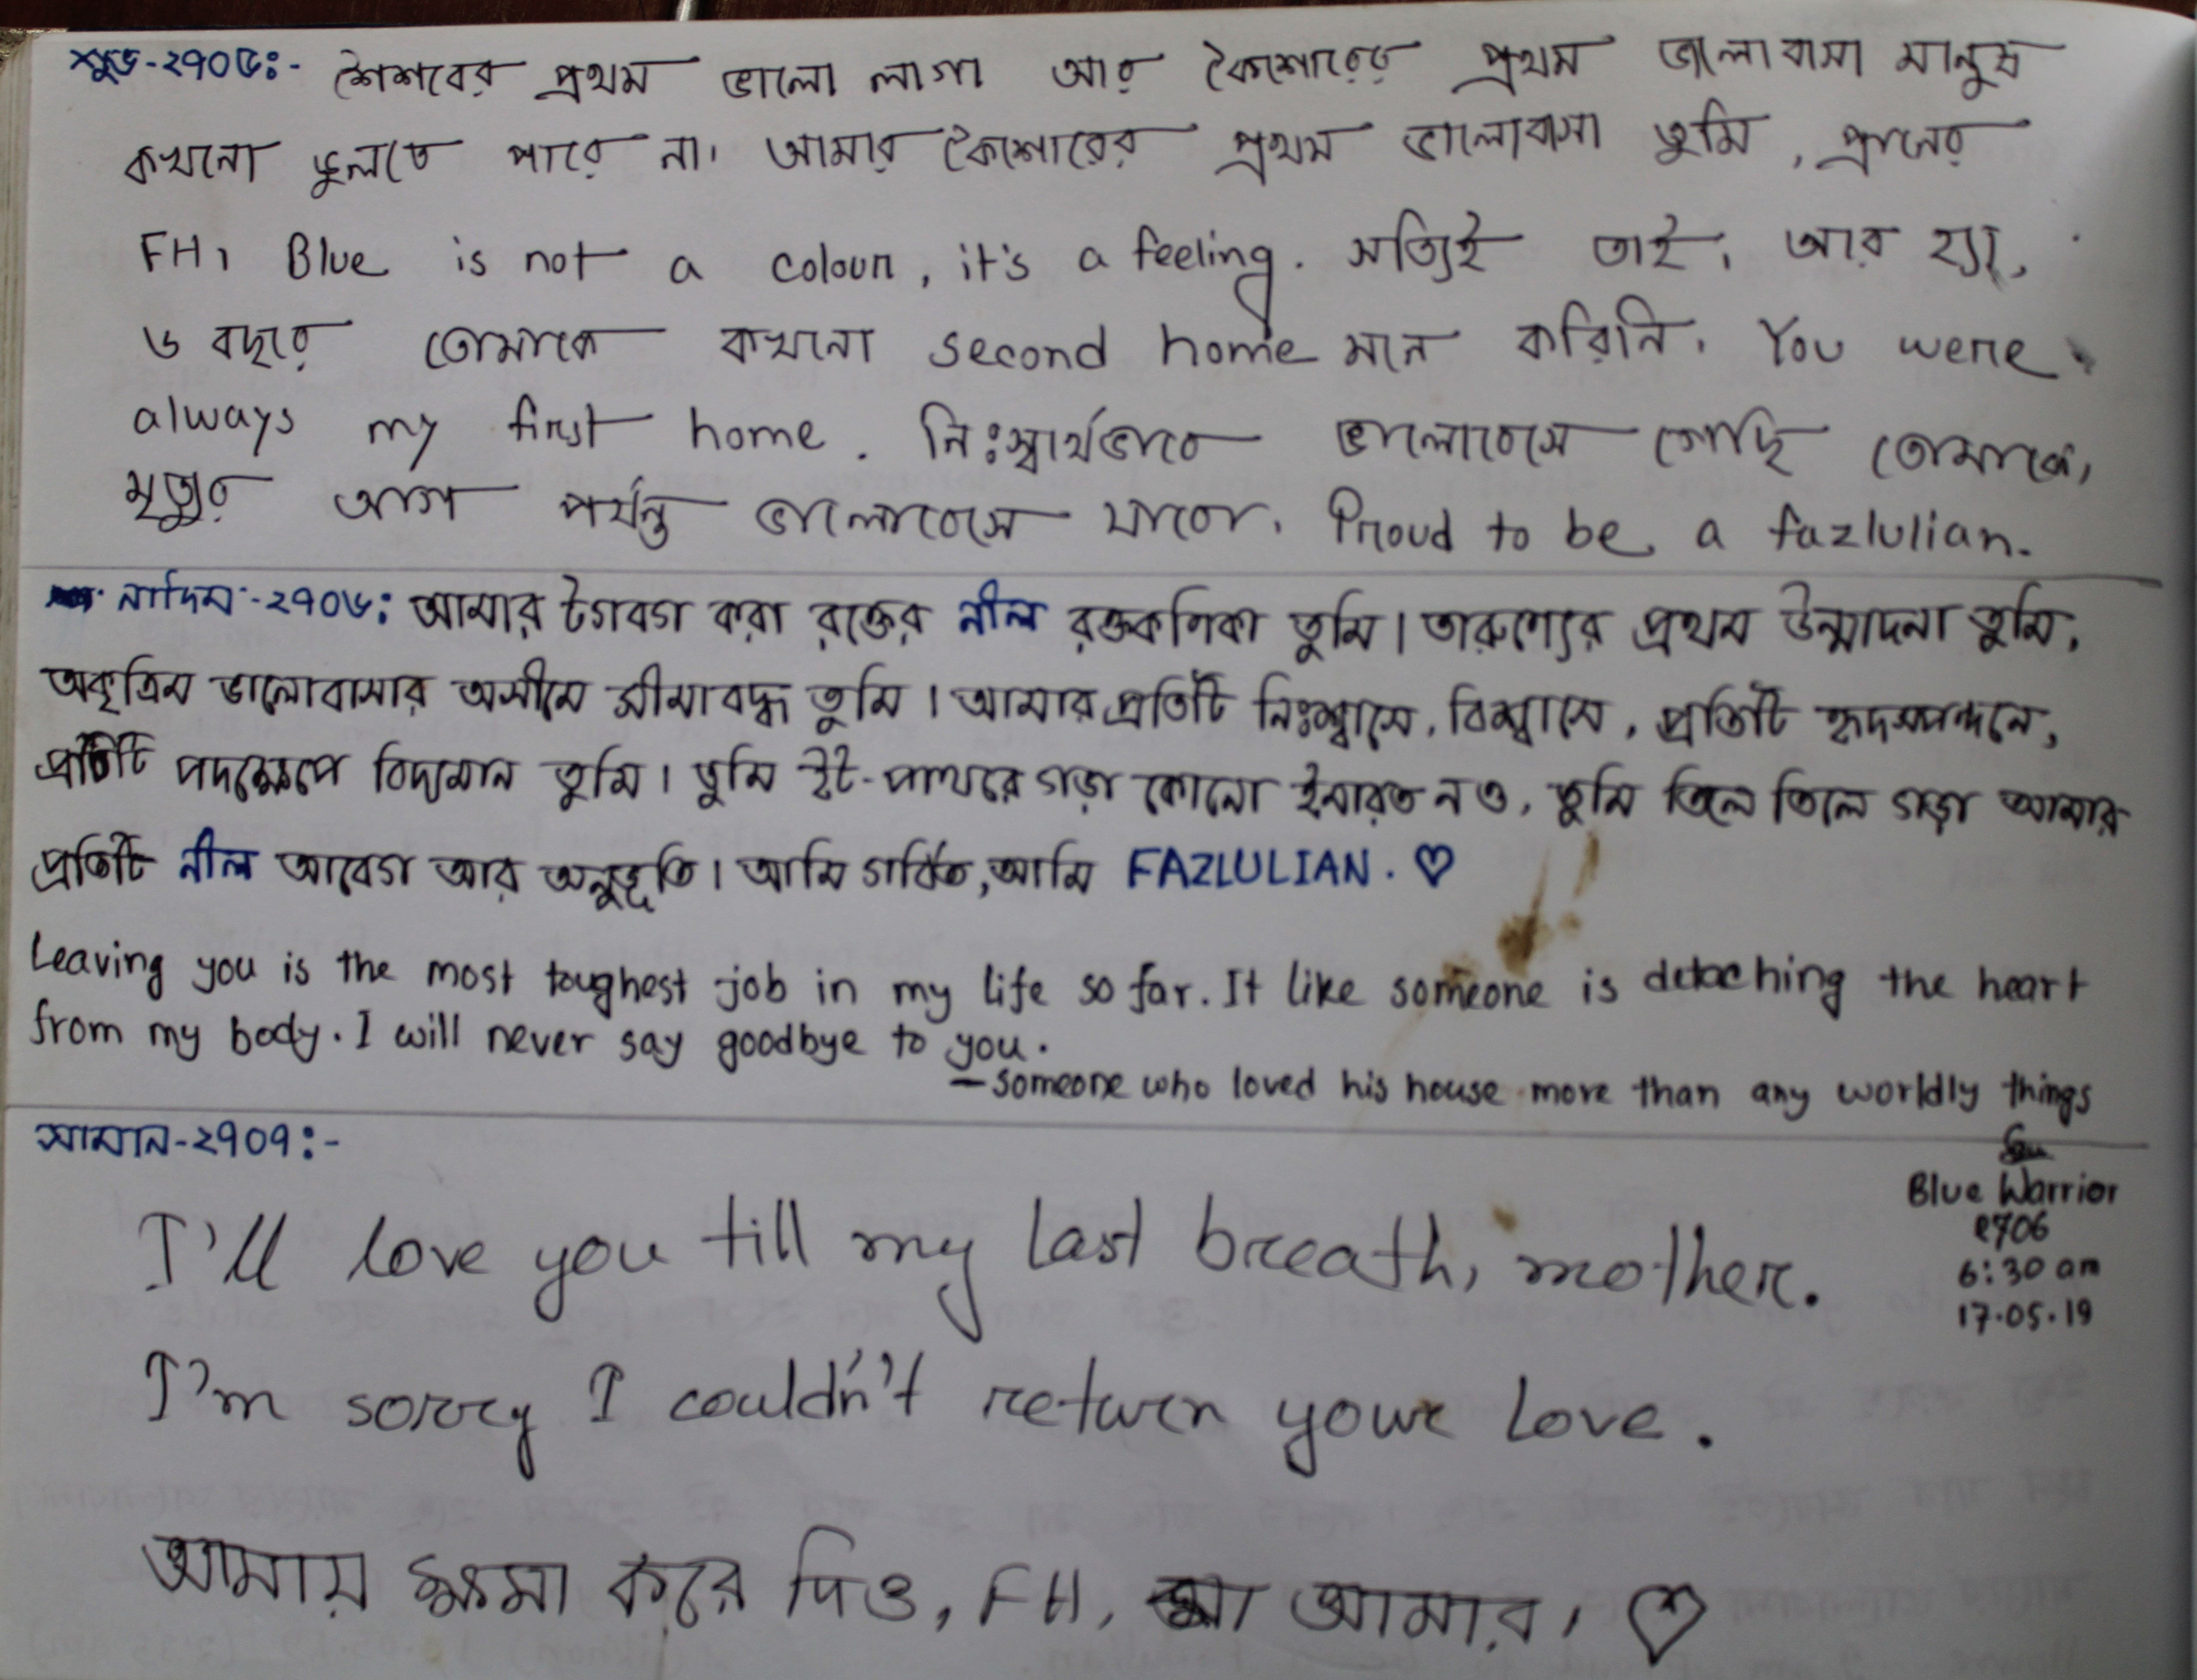 শুভ-২৭০৫ঃ- শৈশবের প্রথম ভালো লাগা আর কৈশোরের প্রথম ভালোবাসা মানুষ
কখনো ভুলতে পারে না। আমার কৈশোরের প্রথম ভালোবাসা তুমি, প্রানের
FH। Blue is not a colour, it's a feeling. সত্যিই তাই। আর হ্যা,
৬ বছরে তোমাকে কখনো second home মনে করিনি। You were
always my first home. নিঃস্বার্থভাবে ভালোবেসে গেছি তোমাকে,
মৃত্যুর আগ পর্যন্ত ভালোবেসে যাবো। Proud to be a fazlulian.
নাদিম-২৭০৬: আমার টগবগ করা রক্তের নীল রক্তকণিকা তুমি। তারুণ্যের প্রথম উন্মাদনা তুমি,
অকৃত্রিম ভালোবাসার অসীমে সীমাবদ্ধ তুমি। আমার প্রতিটি নিঃশ্বাসে, বিশ্বাসে, প্রতিটি হৃদস্পন্দনে,
প্রতিটি পদক্ষেপে বিদ্যমান তুমি। তুমি ইট-পাথরে গড়া কোনো ইমারত নও, তুমি তিলে তিলে গড়া আমার
প্রতিটি নীল আবেগ আর অনুভূতি। আমি গর্বিত, আমি FAZLULIAN. ♡
Leaving you is the most toughest job in my life so far. It like someone is detaching the heart
from my body. I will never say goodbye to you.
— someone who loved his house more than any worldly things
Blue Warrior
2706
6:30 am
17.05.19
সামান-২৭০৭ঃ-
I'll love you till my last breath, mother.
I'm sorry I couldn't return your love.
আমায় ক্ষমা করে দিও, FH, আমার। ♡